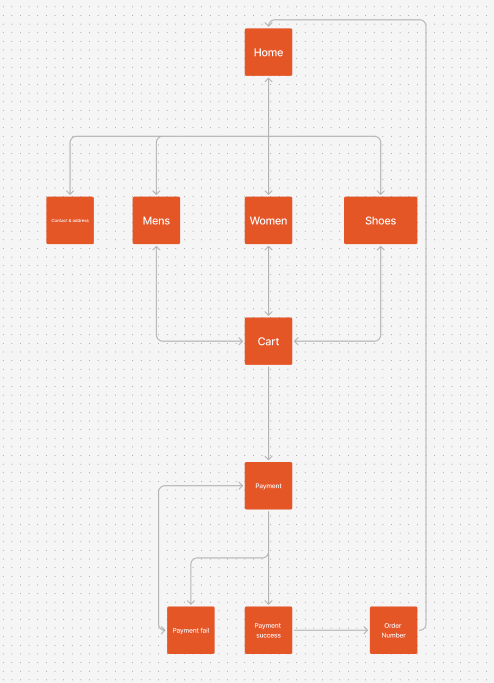 Home
Contact & address
Mens
Women
Shoes
Cart
Payment
Payment fail
Payment
success
Order
Number